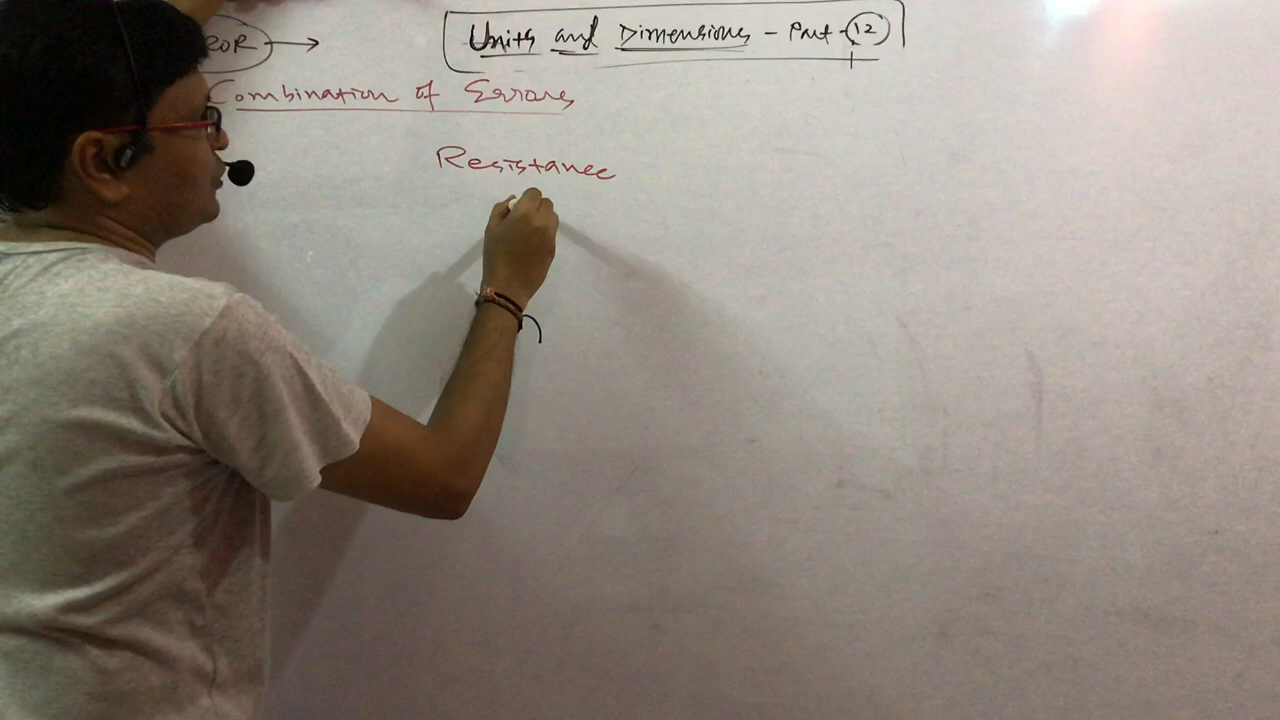 ROR → Units and Dimensions - Part - 12
Combination of Errors
Resistance